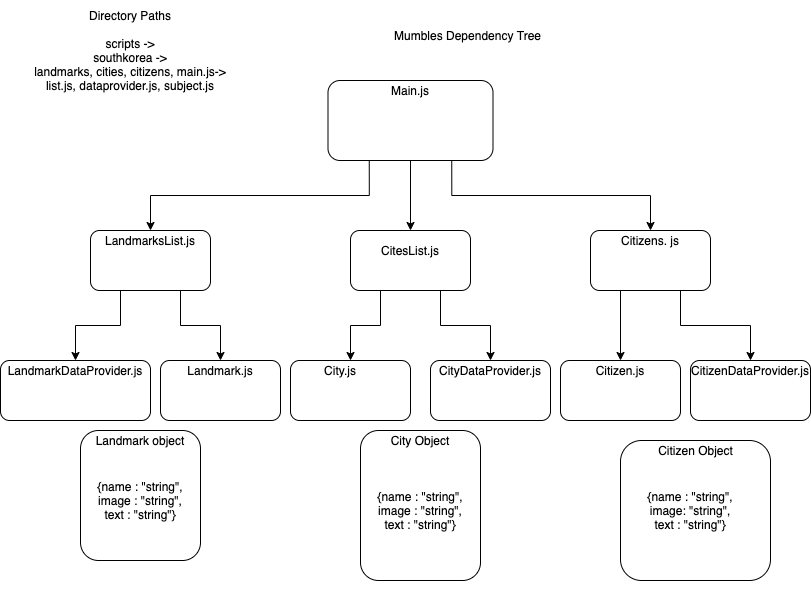 Directory Paths
scripts ->
southkorea ->
landmarks, cities, citizens, main.js->
list.js, dataprovider.js, subject.js
Mumbles Dependency Tree
Main.js
LandmarksList.js
CitesList.js
Citizens. js
LandmarkDataProvider.js
Landmark.js
City.js
CityDataProvider.js
Citizen.js
CitizenDataProvider.js
Landmark object
{name : "string",
image : "string",
text : "string"}
City Object
{name : "string",
image : "string",
text : "string"}
Citizen Object
{name : "string",
image: "string",
text : "string"}